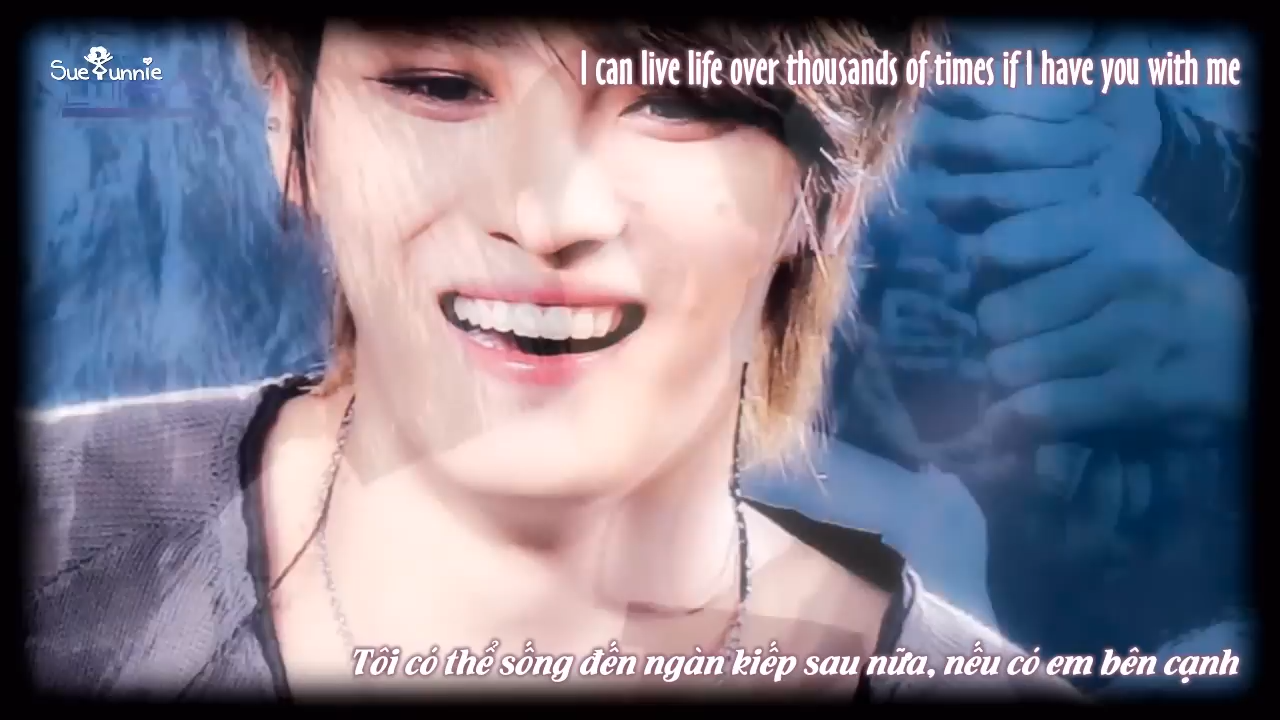 SueYunnie
I can live life over thousands of times if I have you with me
Tôi có thể sống đến ngàn kiếp sau nữa, nếu có em bên cạnh